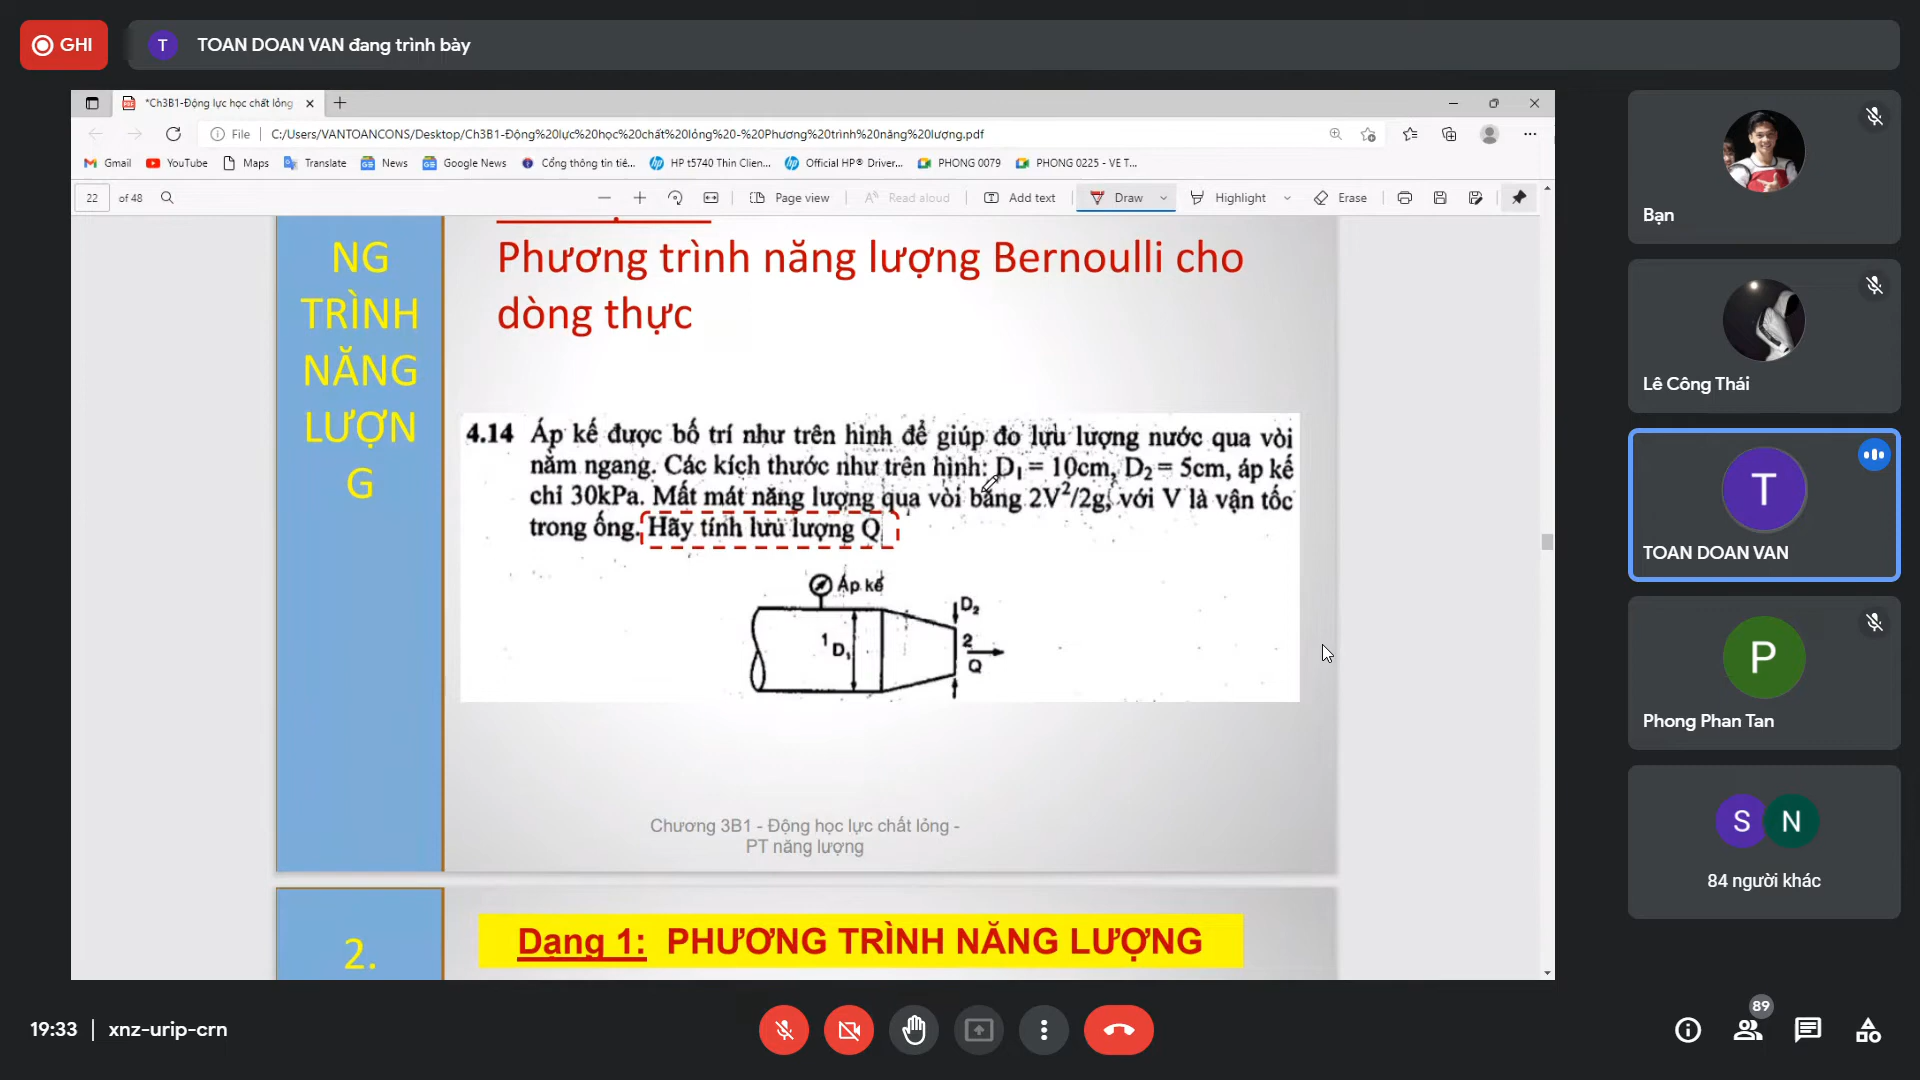 GHI
T
TOAN DOAN VAN đang trình bày
*Ch3B1-Động lực học chất lỏng
File
C:/Users/VANTOANCONS/Desktop/Ch3B1-Động%20lực%20học%20chất%20lỏng%20-%20Phương%20trình%20năng%20lượng.pdf
Gmail
YouTube
Maps
Translate
News
Google News
Cổng thông tin tiê...
HP t5740 Thin Clien...
Official HP® Driver...
PHONG 0079
PHONG 0225 - VE T...
22
of 48
Page view
Read aloud
Add text
Draw
Highlight
Erase
NG
TRÌNH
NĂNG
LƯỢN
G
Phương trình năng lượng Bernoulli cho
dòng thực
4.14 Áp kế được bố trí như trên hình để giúp đo lưu lượng nước qua vòi
nằm ngang. Các kích thước như trên hình: D₁ = 10cm, D₂ = 5cm, áp kế
chỉ 30kPa. Mất mát năng lượng qua vòi bằng 2V²/2g, với V là vận tốc
trong ống. Hãy tính lưu lượng Q
Áp kế
D₂
1
D₁
2
Q
Chương 3B1 - Động học lực chất lỏng -
PT năng lượng
2.
Dạng 1: PHƯƠNG TRÌNH NĂNG LƯỢNG
Bạn
Lê Công Thái
T
TOAN DOAN VAN
P
Phong Phan Tan
S
N
84 người khác
19:33 | xnz-urip-crn
89